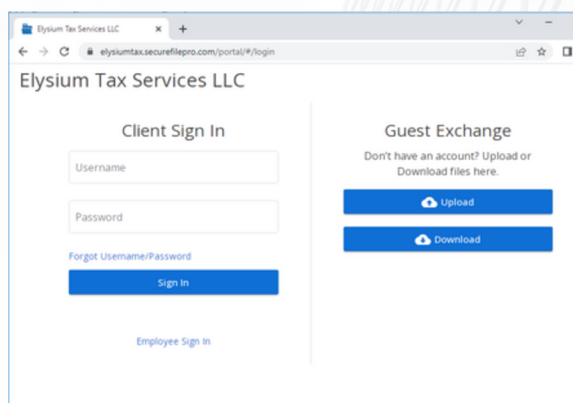 Elysium Tax Services LLC
elysiumtax.securefilepro.com/portal/#/login
Elysium Tax Services LLC
Client Sign In
Username
Password
Forgot Username/Password
Sign In
Employee Sign In
Guest Exchange
Don't have an account? Upload or
Download files here.
Upload
Download